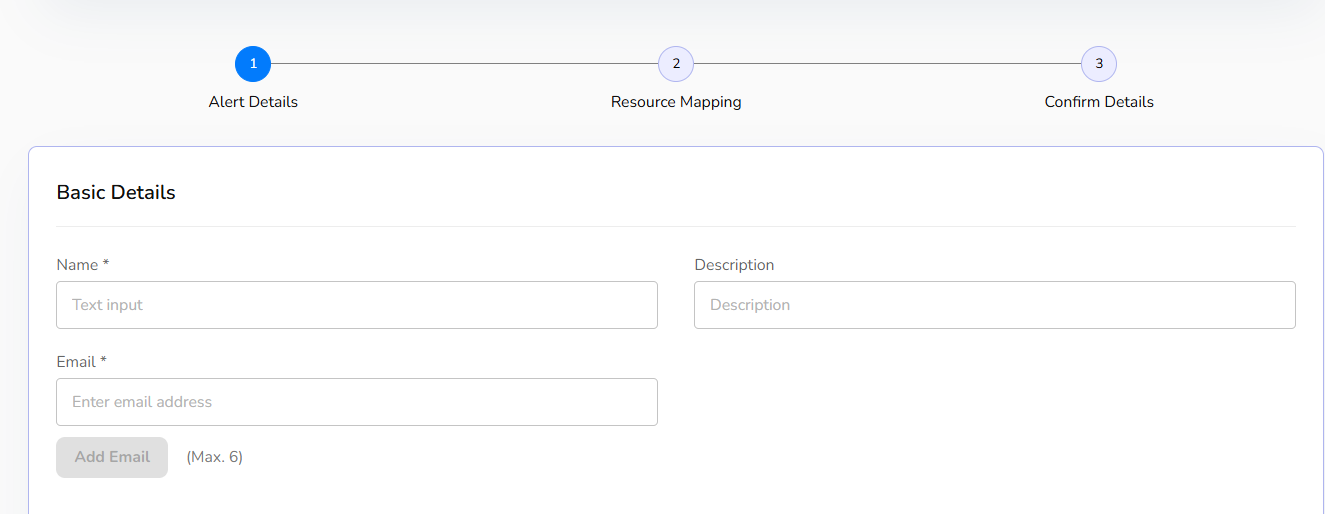 1 2 3
Alert Details Resource Mapping Confirm Details
Basic Details
Name * Description
Text input Description
Email *
Enter email address
Add Email (Max. 6)